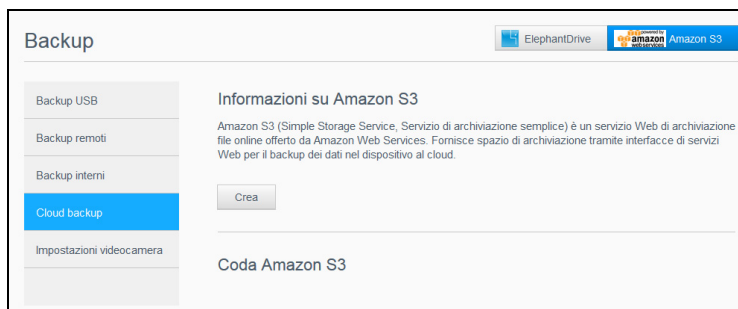 Backup
ElephantDrive
powered by
amazon
web services
Amazon S3
Backup USB
Backup remoti
Backup interni
Cloud backup
Impostazioni videocamera
Informazioni su Amazon S3
Amazon S3 (Simple Storage Service, Servizio di archiviazione semplice) è un servizio Web di archiviazione
file online offerto da Amazon Web Services. Fornisce spazio di archiviazione tramite interfacce di servizi
Web per il backup dei dati nel dispositivo al cloud.
Crea
Coda Amazon S3